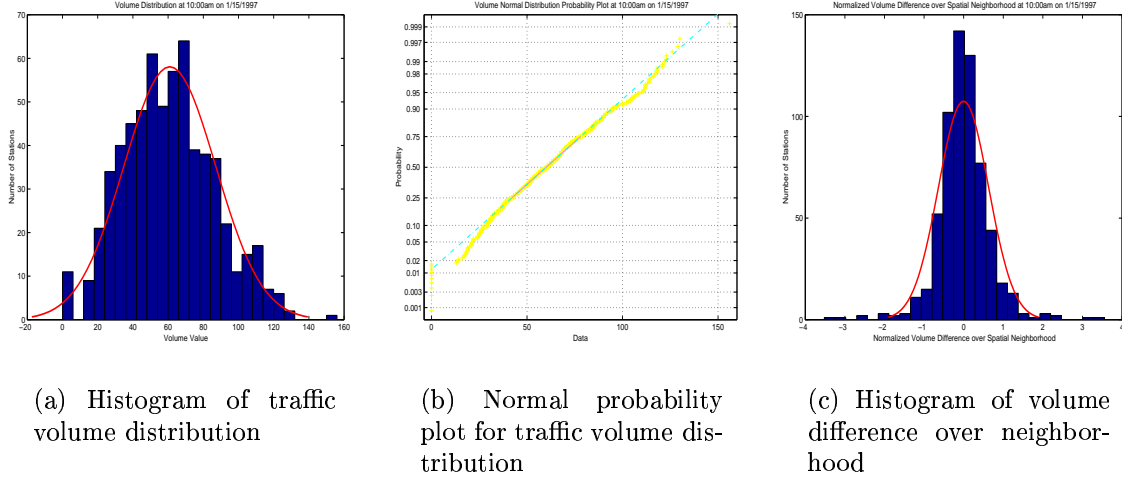 Volume Distribution at 10:00am on 1/15/1997
70
60
50
40
30
20
10
0
Number of Stations
−20 0 20 40 60 80 100 120 140 160
Volume Value
Volume Normal Distribution Probability Plot at 10:00am on 1/15/1997
0.999
0.997
0.99
0.98
0.95
0.90
0.75
0.50
0.25
0.10
0.05
0.02
0.01
0.003
0.001
Probability
0 50 100 150
Data
Normalized Volume Difference over Spatial Neighborhood at 10:00am on 1/15/1997
150
100
50
0
Number of Stations
−4 −3 −2 −1 0 1 2 3 4
Normalized Volume Difference over Spatial Neighborhood
(a) Histogram of traffic
volume distribution
(b) Normal probability
plot for traffic volume dis-
tribution
(c) Histogram of volume
difference over neighbor-
hood